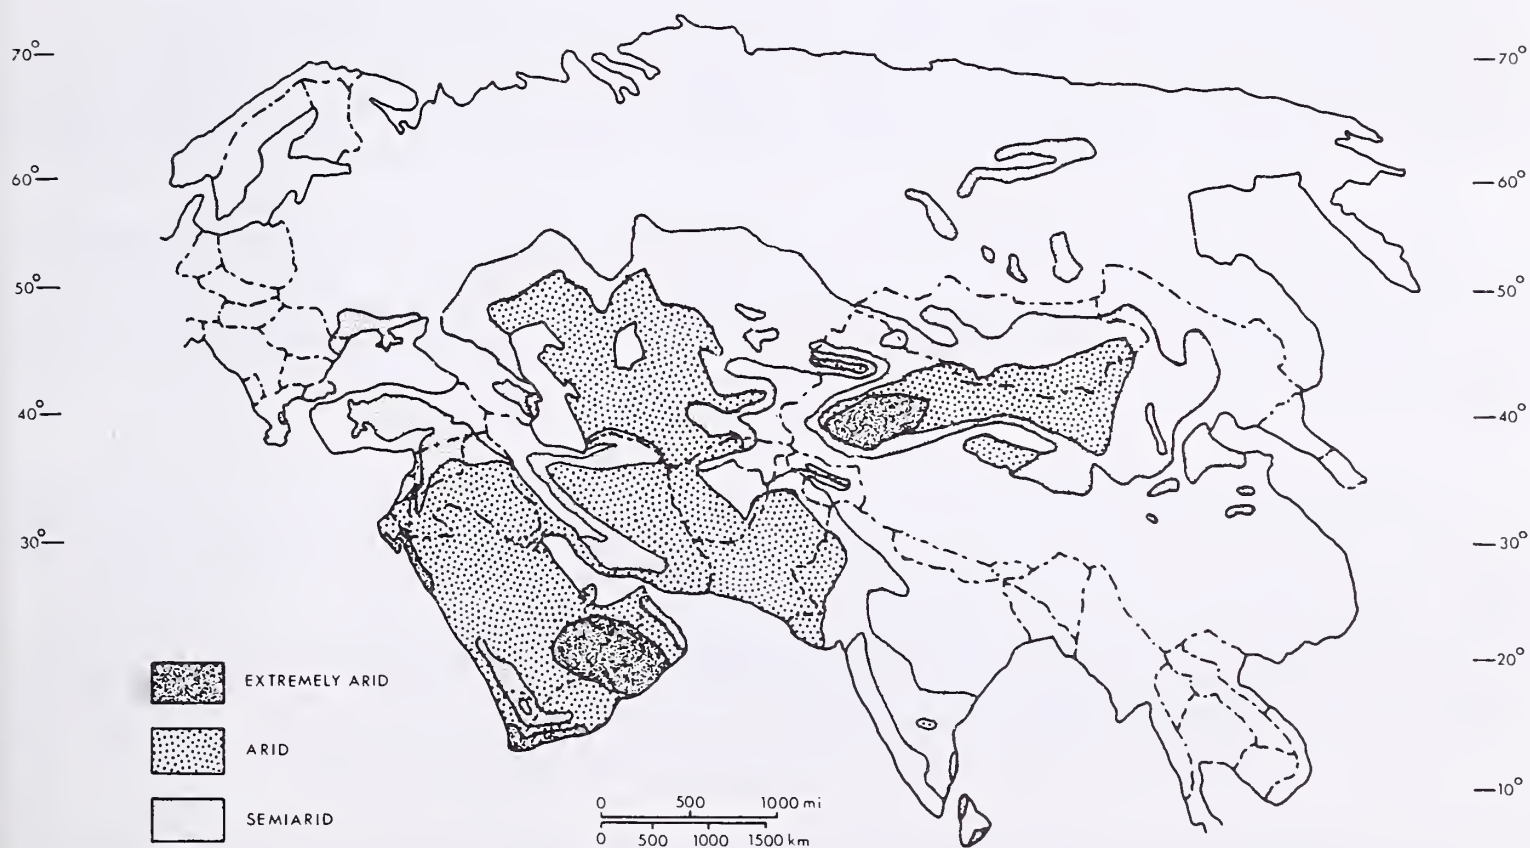 70°— —70°
60°— —60°
50°— —50°
40°— —40°
30°— —30°
—20°
—10°
EXTREMELY ARID
ARID
SEMIARID
0 500 1000 mi
0 500 1000 1500 km